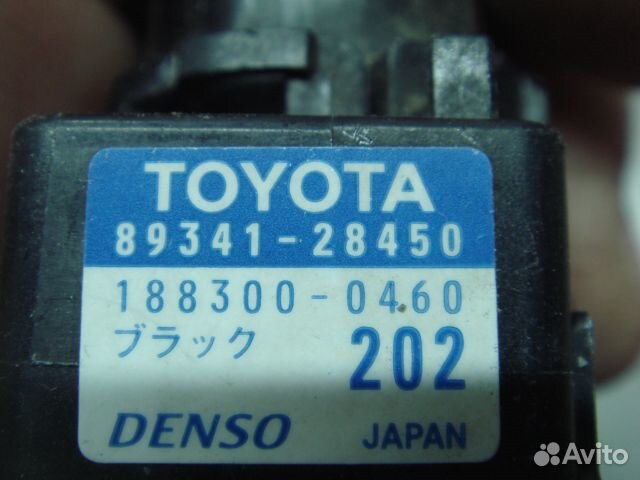 TOYOTA
89341-28450
188300-0460
ブラック 202
DENSO JAPAN
Avito